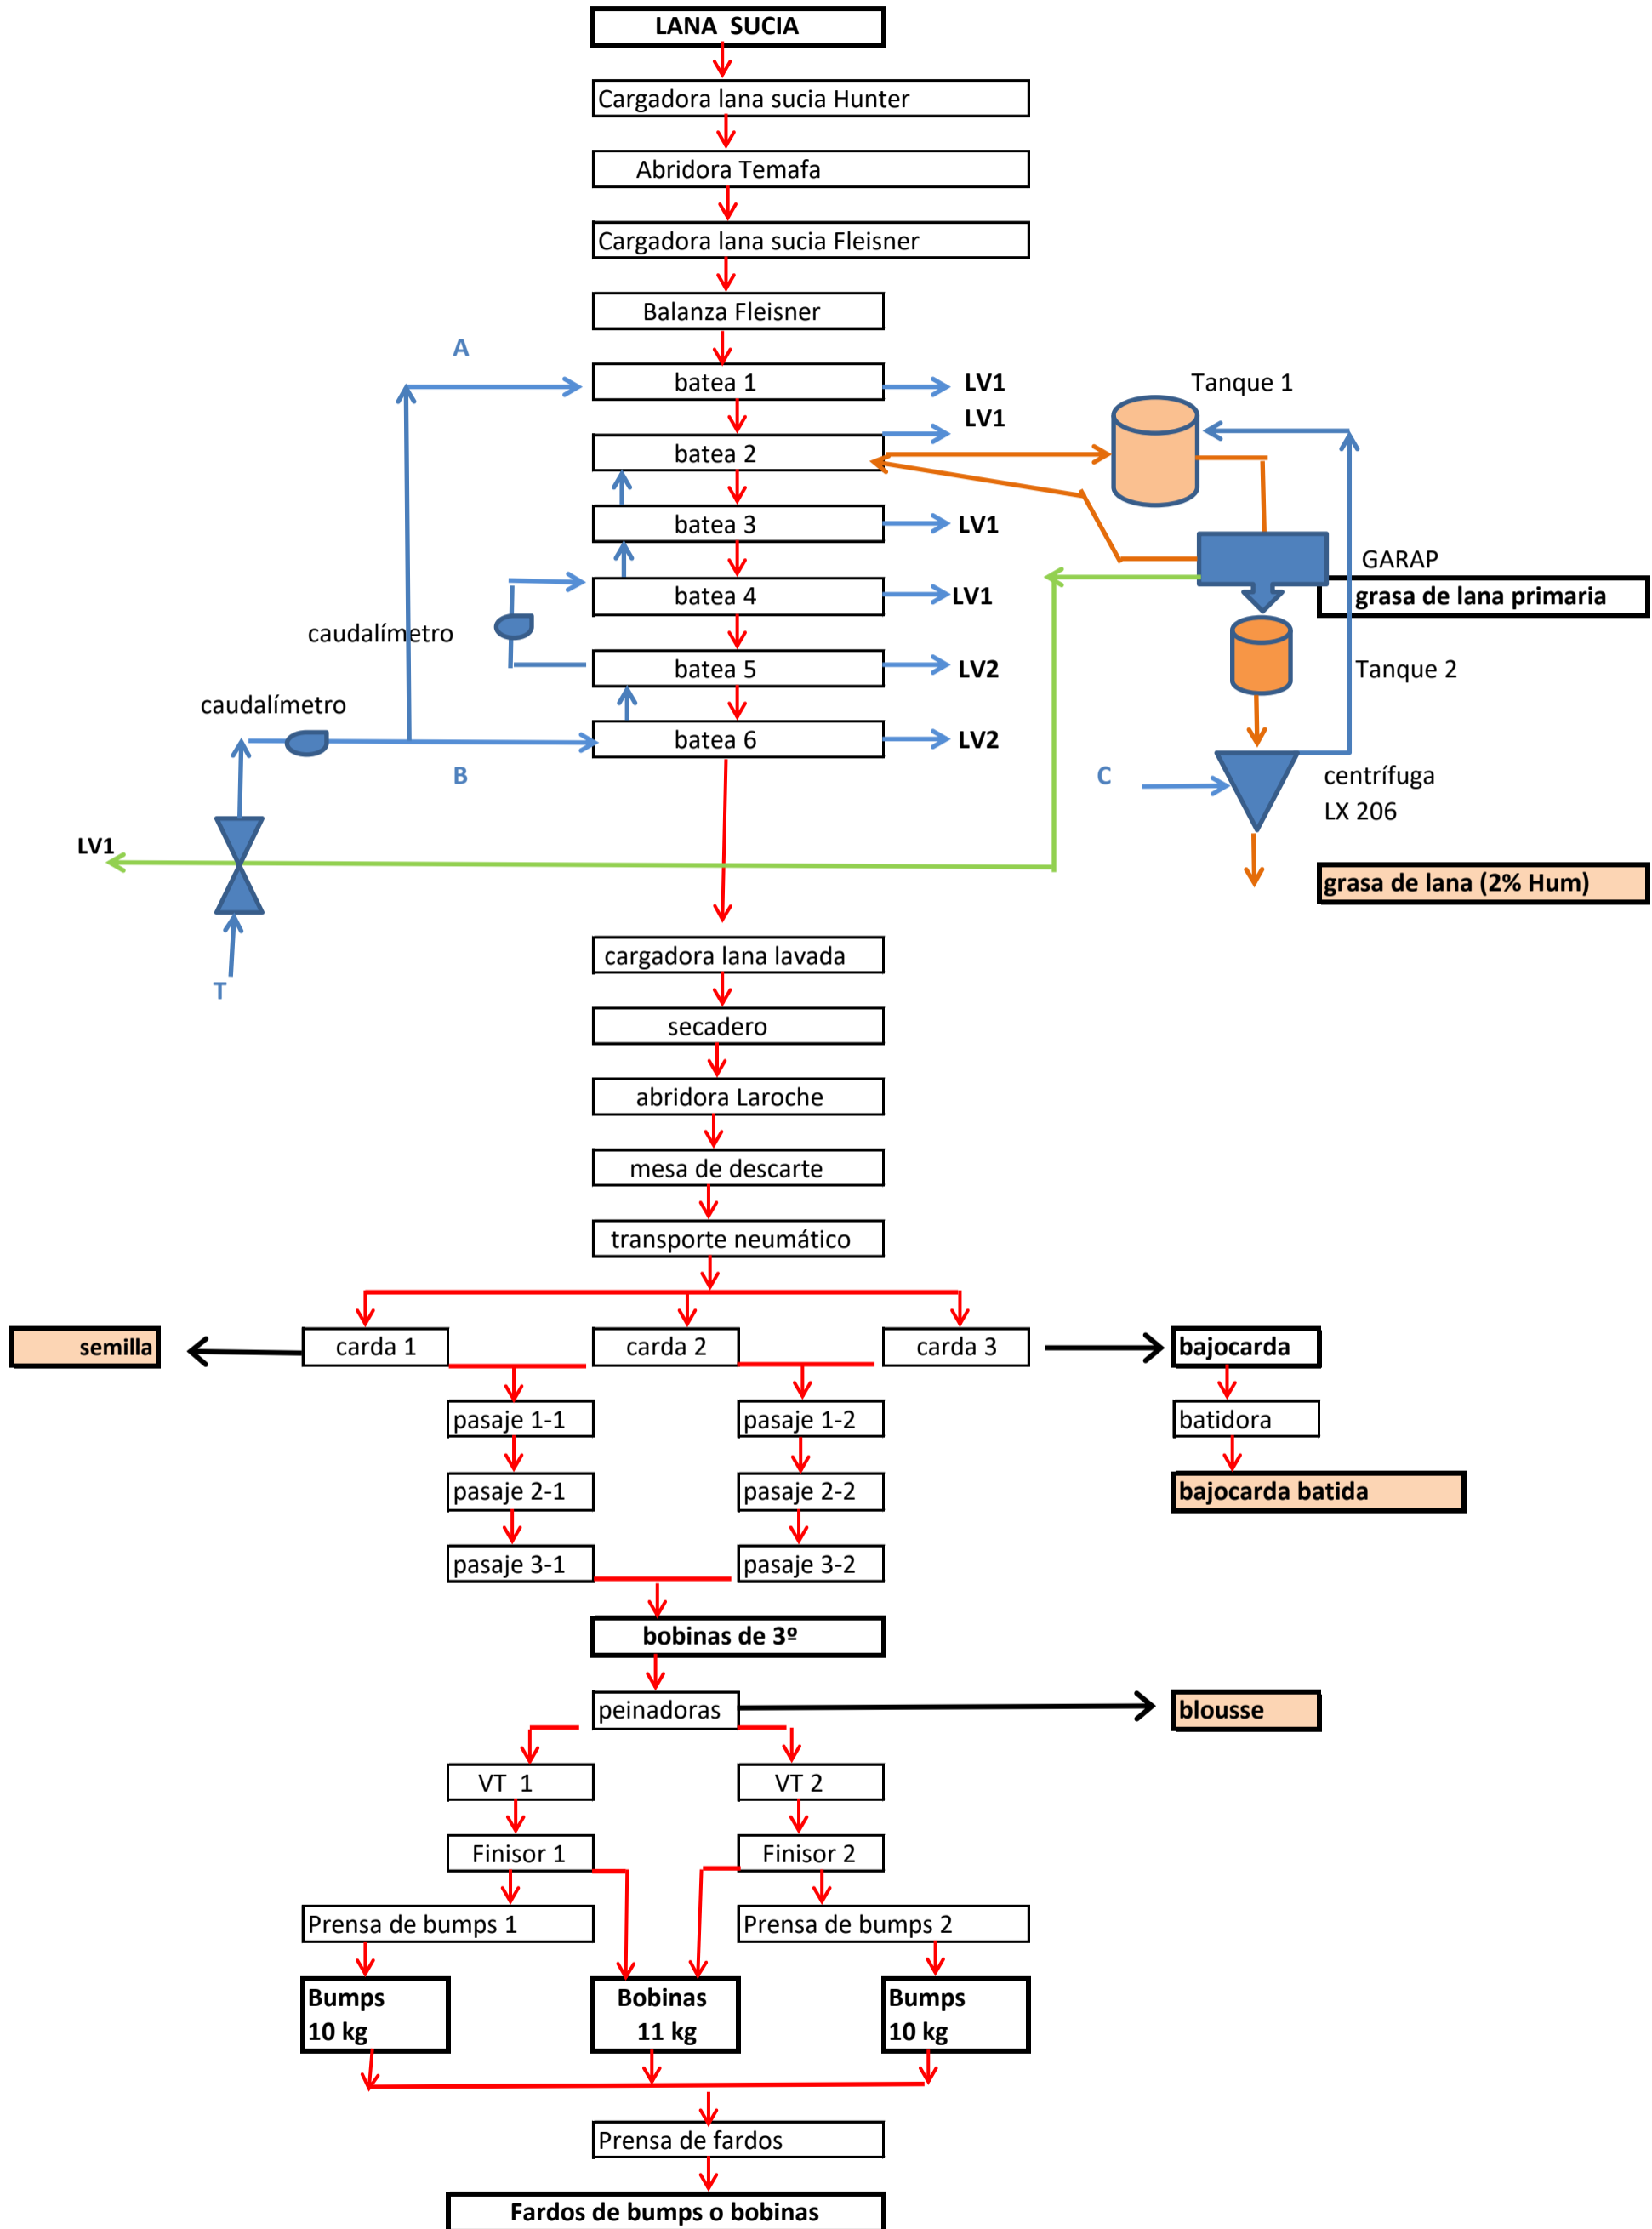 LANA SUCIA
Cargadora lana sucia Hunter
Abridora Temafa
Cargadora lana sucia Fleisner
Balanza Fleisner
A
batea 1
LV1
Tanque 1
LV1
batea 2
batea 3
LV1
GARAP
batea 4
LV1
grasa de lana primaria
caudalímetro
batea 5
LV2
Tanque 2
caudalímetro
batea 6
LV2
B
C
centrífuga
LX 206
LV1
grasa de lana (2% Hum)
cargadora lana lavada
T
secadero
abridora Laroche
mesa de descarte
transporte neumático
semilla
carda 1
carda 2
carda 3
bajocarda
pasaje 1-1
pasaje 1-2
batidora
pasaje 2-1
pasaje 2-2
bajocarda batida
pasaje 3-1
pasaje 3-2
bobinas de 3º
peinadoras
blousse
VT 1
VT 2
Finisor 1
Finisor 2
Prensa de bumps 1
Prensa de bumps 2
Bumps
10 kg
Bobinas
11 kg
Bumps
10 kg
Prensa de fardos
Fardos de bumps o bobinas